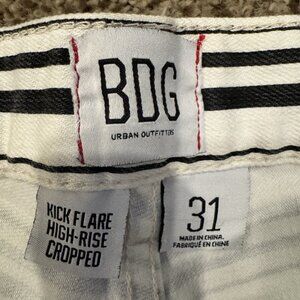 BDG
URBAN OUTFITTERS
KICK FLARE
HIGH-RISE
CROPPED
31
MADE IN CHINA.
FABRIQUÉ EN CHINE